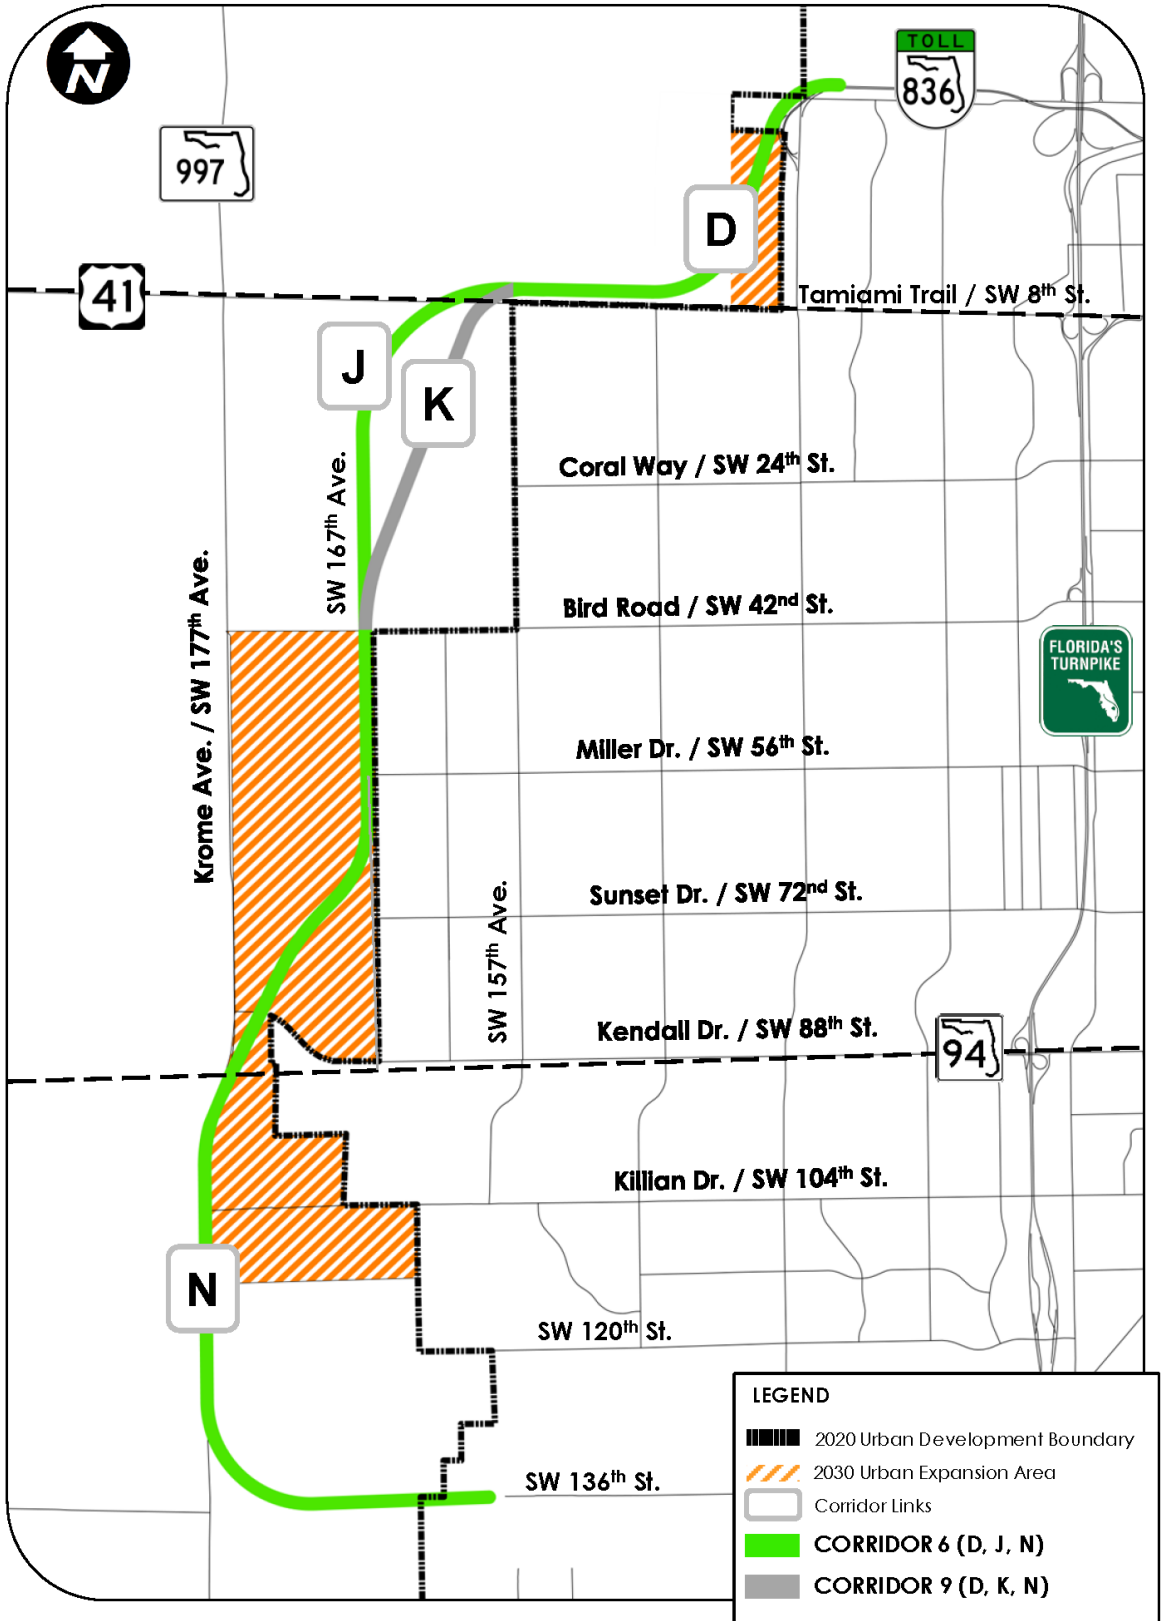 N
TOLL
836
997
D
41
Tamiami Trail / SW 8th St.
J
K
Coral Way / SW 24th St.
SW 167th Ave.
Krome Ave. / SW 177th Ave.
Bird Road / SW 42nd St.
FLORIDA'S
TURNPIKE
Miller Dr. / SW 56th St.
Sunset Dr. / SW 72nd St.
SW 157th Ave.
Kendall Dr. / SW 88th St.
94
Killian Dr. / SW 104th St.
N
SW 120th St.
SW 136th St.
LEGEND
2020 Urban Development Boundary
2030 Urban Expansion Area
Corridor Links
CORRIDOR 6 (D, J, N)
CORRIDOR 9 (D, K, N)